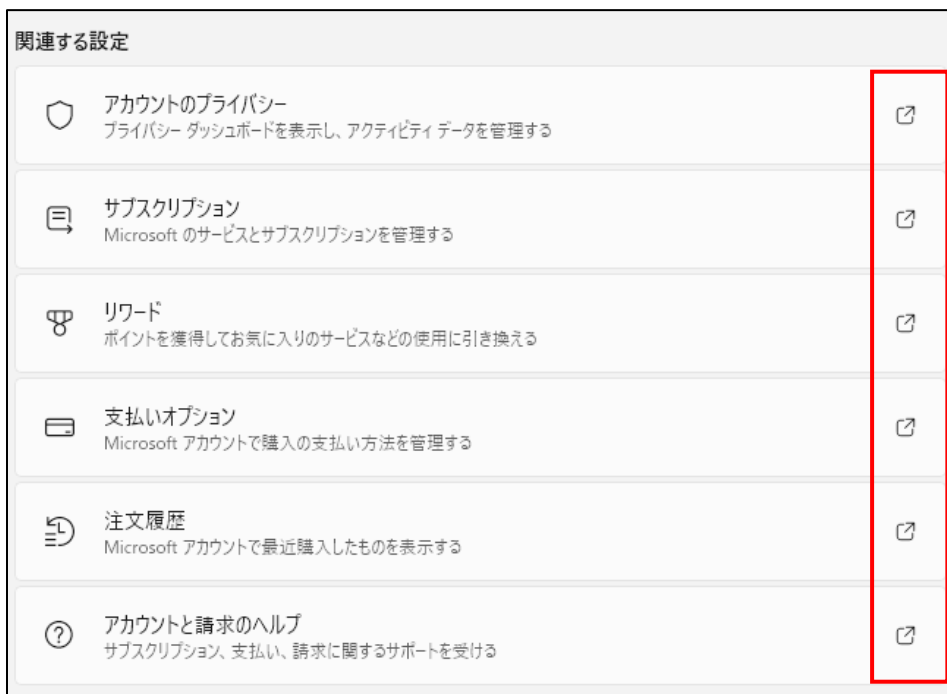 関連する設定
アカウントのプライバシー
プライバシー ダッシュボードを表示し、アクティビティ データを管理する
サブスクリプション
Microsoft のサービスとサブスクリプションを管理する
リワード
ポイントを獲得してお気に入りのサービスなどの使用に引き換える
支払いオプション
Microsoft アカウントで購入の支払い方法を管理する
注文履歴
Microsoft アカウントで最近購入したものを表示する
アカウントと請求のヘルプ
サブスクリプション、支払い、請求に関するサポートを受ける